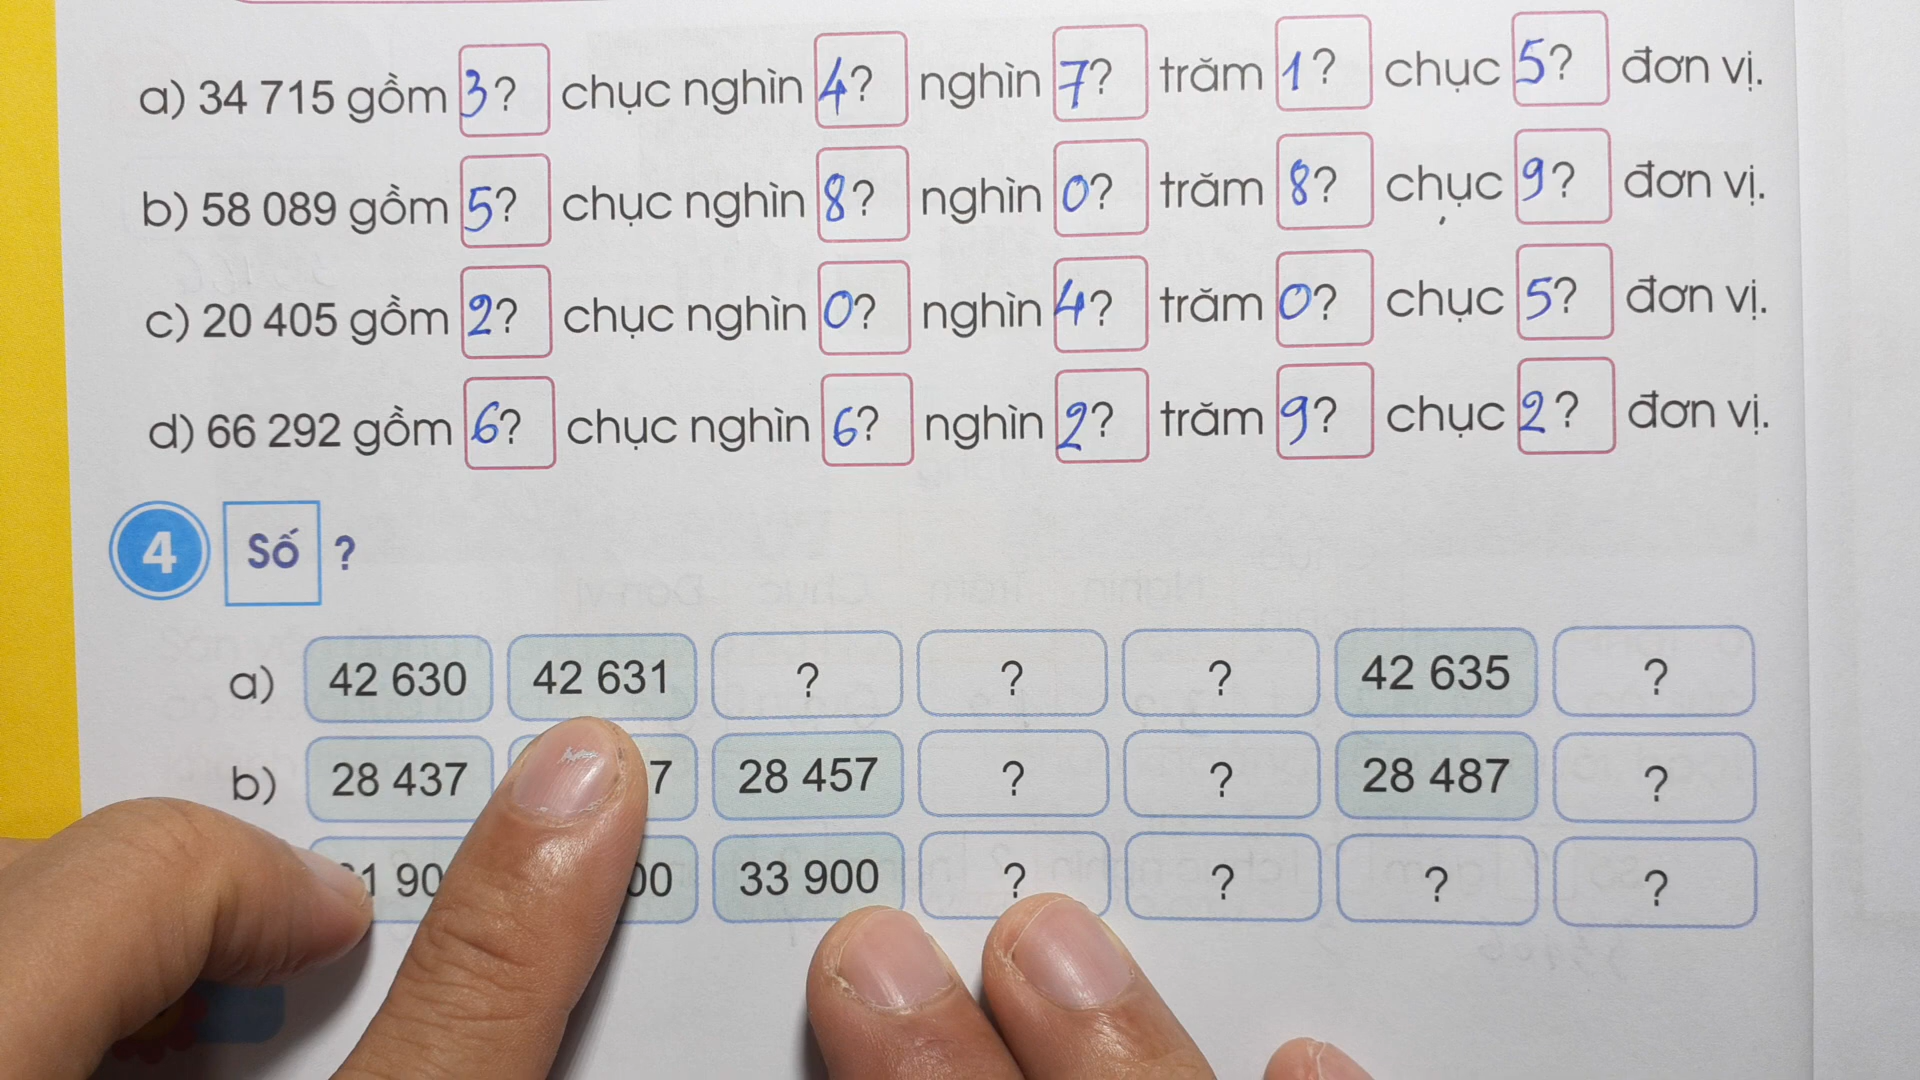 a) 34 715 gồm 3? chục nghìn 4? nghìn 7? trăm 1? chục 5? đơn vị.
b) 58 089 gồm 5? chục nghìn 8? nghìn 0? trăm 8? chục 9? đơn vị.
c) 20 405 gồm 2? chục nghìn 0? nghìn 4? trăm 0? chục 5? đơn vị.
d) 66 292 gồm 6? chục nghìn 6? nghìn 2? trăm 9? chục 2? đơn vị.
4 Số ?
a) 42 630 42 631 ? ? ? 42 635 ?
b) 28 437 7 28 457 ? ? 28 487 ?
33 900 ? ? ? ?